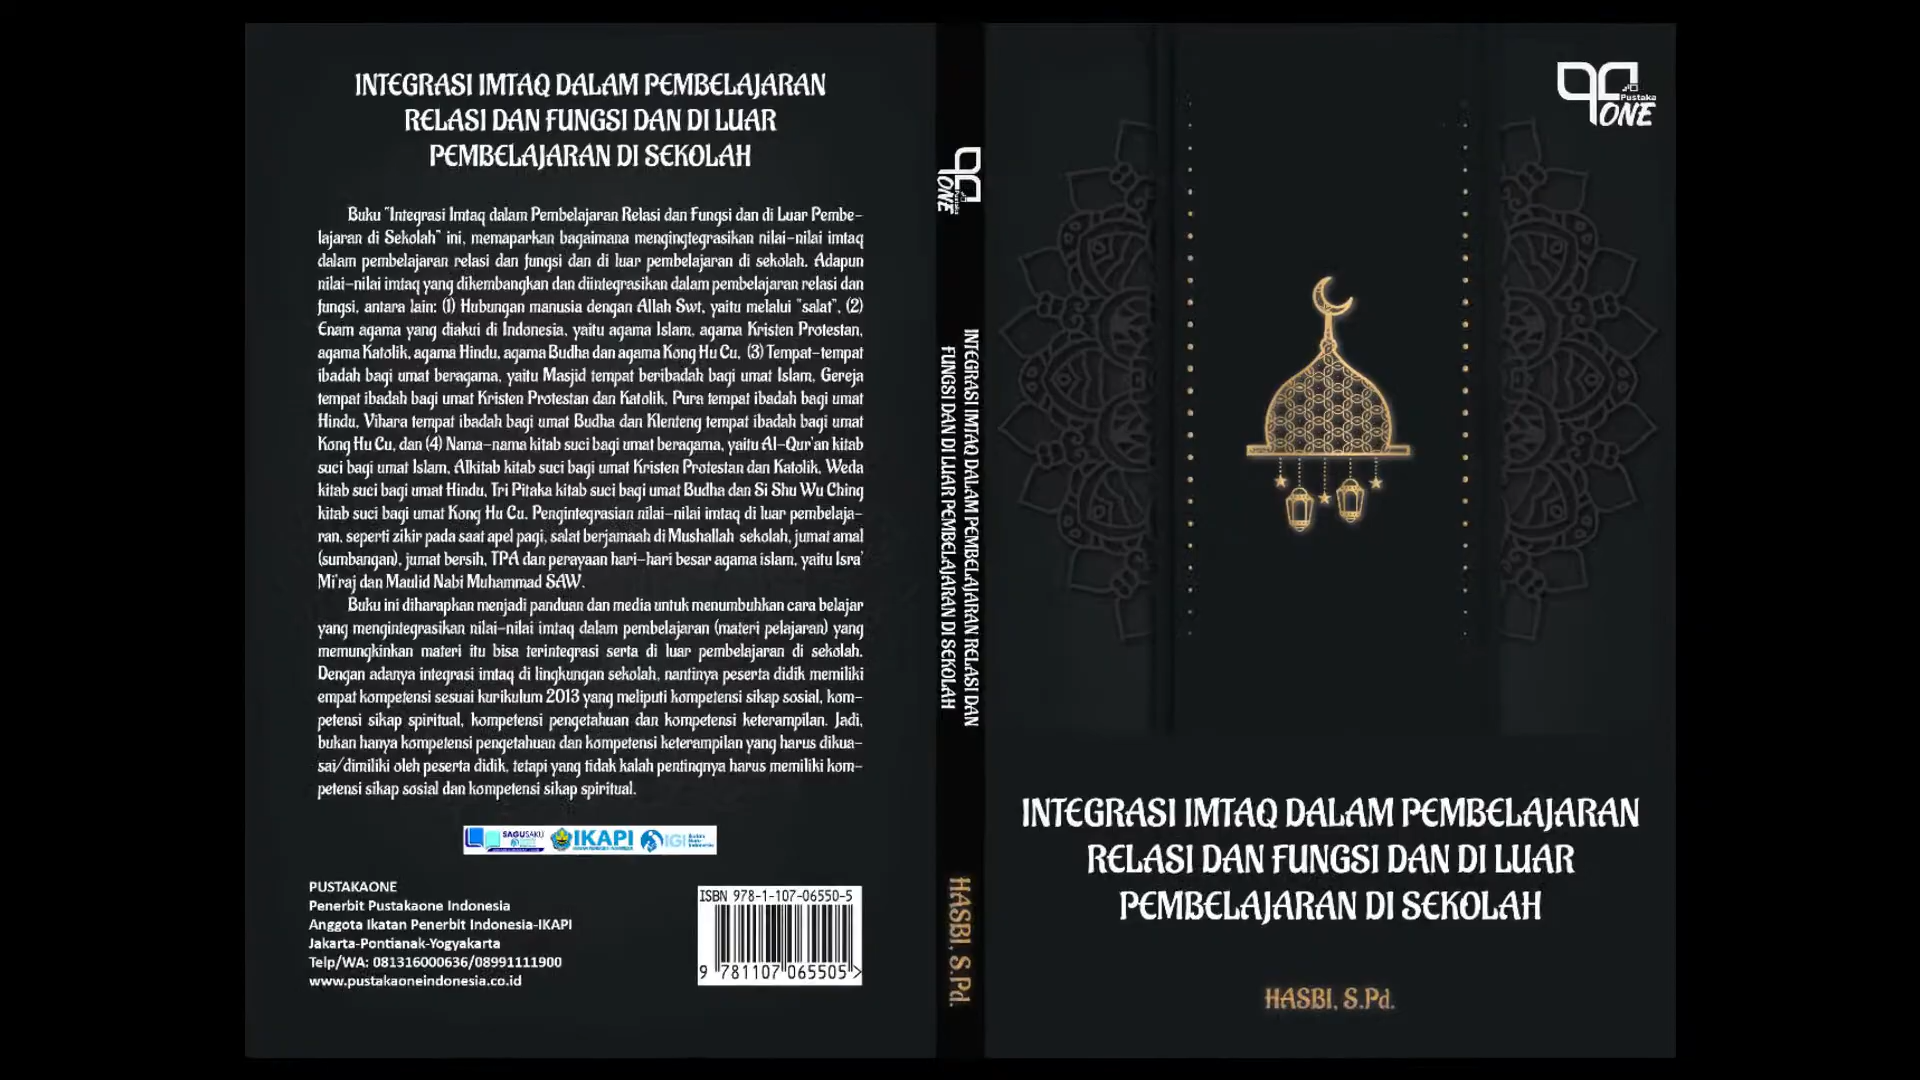 INTEGRASI IMTAQ DALAM PEMBELAJARAN
RELASI DAN FUNGSI DAN DI LUAR
PEMBELAJARAN DI SEKOLAH
Buku "Integrasi Imtaq dalam Pembelajaran Relasi dan Fungsi dan di Luar Pembe-
lajaran di Sekolah" ini, memaparkan bagaimana mengingtegrasikan nilai-nilai imtaq
dalam pembelajaran relasi dan fungsi dan di luar pembelajaran di sekolah. Adapun
nilai-nilai imtaq yang dikembangkan dan diintegrasikan dalam pembelajaran relasi dan
fungsi, antara lain: (1) Hubungan manusia dengan Allah Swt, yaitu melalui "salat", (2)
Enam agama yang diakui di Indonesia, yaitu agama Islam, agama Kristen Protestan,
agama Katolik, agama Hindu, agama Budha dan agama Kong Hu Cu, (3) Tempat-tempat
ibadah bagi umat beragama, yaitu Masjid tempat beribadah bagi umat Islam, Gereja
tempat ibadah bagi umat Kristen Protestan dan Katolik, Pura tempat ibadah bagi umat
Hindu, Vihara tempat ibadah bagi umat Budha dan Klenteng tempat ibadah bagi umat
Kong Hu Cu, dan (4) Nama-nama kitab suci bagi umat beragama, yaitu Al-Qur'an kitab
suci bagi umat Islam, Alkitab kitab suci bagi umat Kristen Protestan dan Katolik, Weda
kitab suci bagi umat Hindu, Tri Pitaka kitab suci bagi umat Budha dan Si Shu Wu Ching
kitab suci bagi umat Kong Hu Cu. Pengintegrasian nilai-nilai imtaq di luar pembelaja-
ran, seperti zikir pada saat apel pagi, salat berjamaah di Mushallah sekolah, jumat amal
(sumbangan), jumat bersih, TPA dan perayaan hari-hari besar agama islam, yaitu Isra'
Mi'raj dan Maulid Nabi Muhammad SAW.
Buku ini diharapkan menjadi panduan dan media untuk menumbuhkan cara belajar
yang mengintegrasikan nilai-nilai imtaq dalam pembelajaran (materi pelajaran) yang
memungkinkan materi itu bisa terintegrasi serta di luar pembelajaran di sekolah.
Dengan adanya integrasi imtaq di lingkungan sekolah, nantinya peserta didik memiliki
empat kompetensi sesuai kurikulum 2013 yang meliputi kompetensi sikap sosial, kom-
petensi sikap spiritual, kompetensi pengetahuan dan kompetensi keterampilan. Jadi,
bukan hanya kompetensi pengetahuan dan kompetensi keterampilan yang harus dikua-
sai/dimiliki oleh peserta didik, tetapi yang tidak kalah pentingnya harus memiliki kom-
petensi sikap sosial dan kompetensi sikap spiritual.
SAGUSAKU
IKAPI
IGI Ikatan Guru Indonesia
PUSTAKAONE
Penerbit Pustakaone Indonesia
Anggota Ikatan Penerbit Indonesia-IKAPI
Jakarta-Pontianak-Yogyakarta
Telp/WA: 081316000636/08991111900
www.pustakaoneindonesia.co.id
ISBN 978-1-107-06550-5
9 781107 065505 >
Pustaka
ONE
INTEGRASI IMTAQ DALAM PEMBELAJARAN RELASI DAN
FUNGSI DAN DI LUAR PEMBELAJARAN DI SEKOLAH
HASBI, S.Pd.
Pustaka
ONE
INTEGRASI IMTAQ DALAM PEMBELAJARAN
RELASI DAN FUNGSI DAN DI LUAR
PEMBELAJARAN DI SEKOLAH
HASBI, S.Pd.